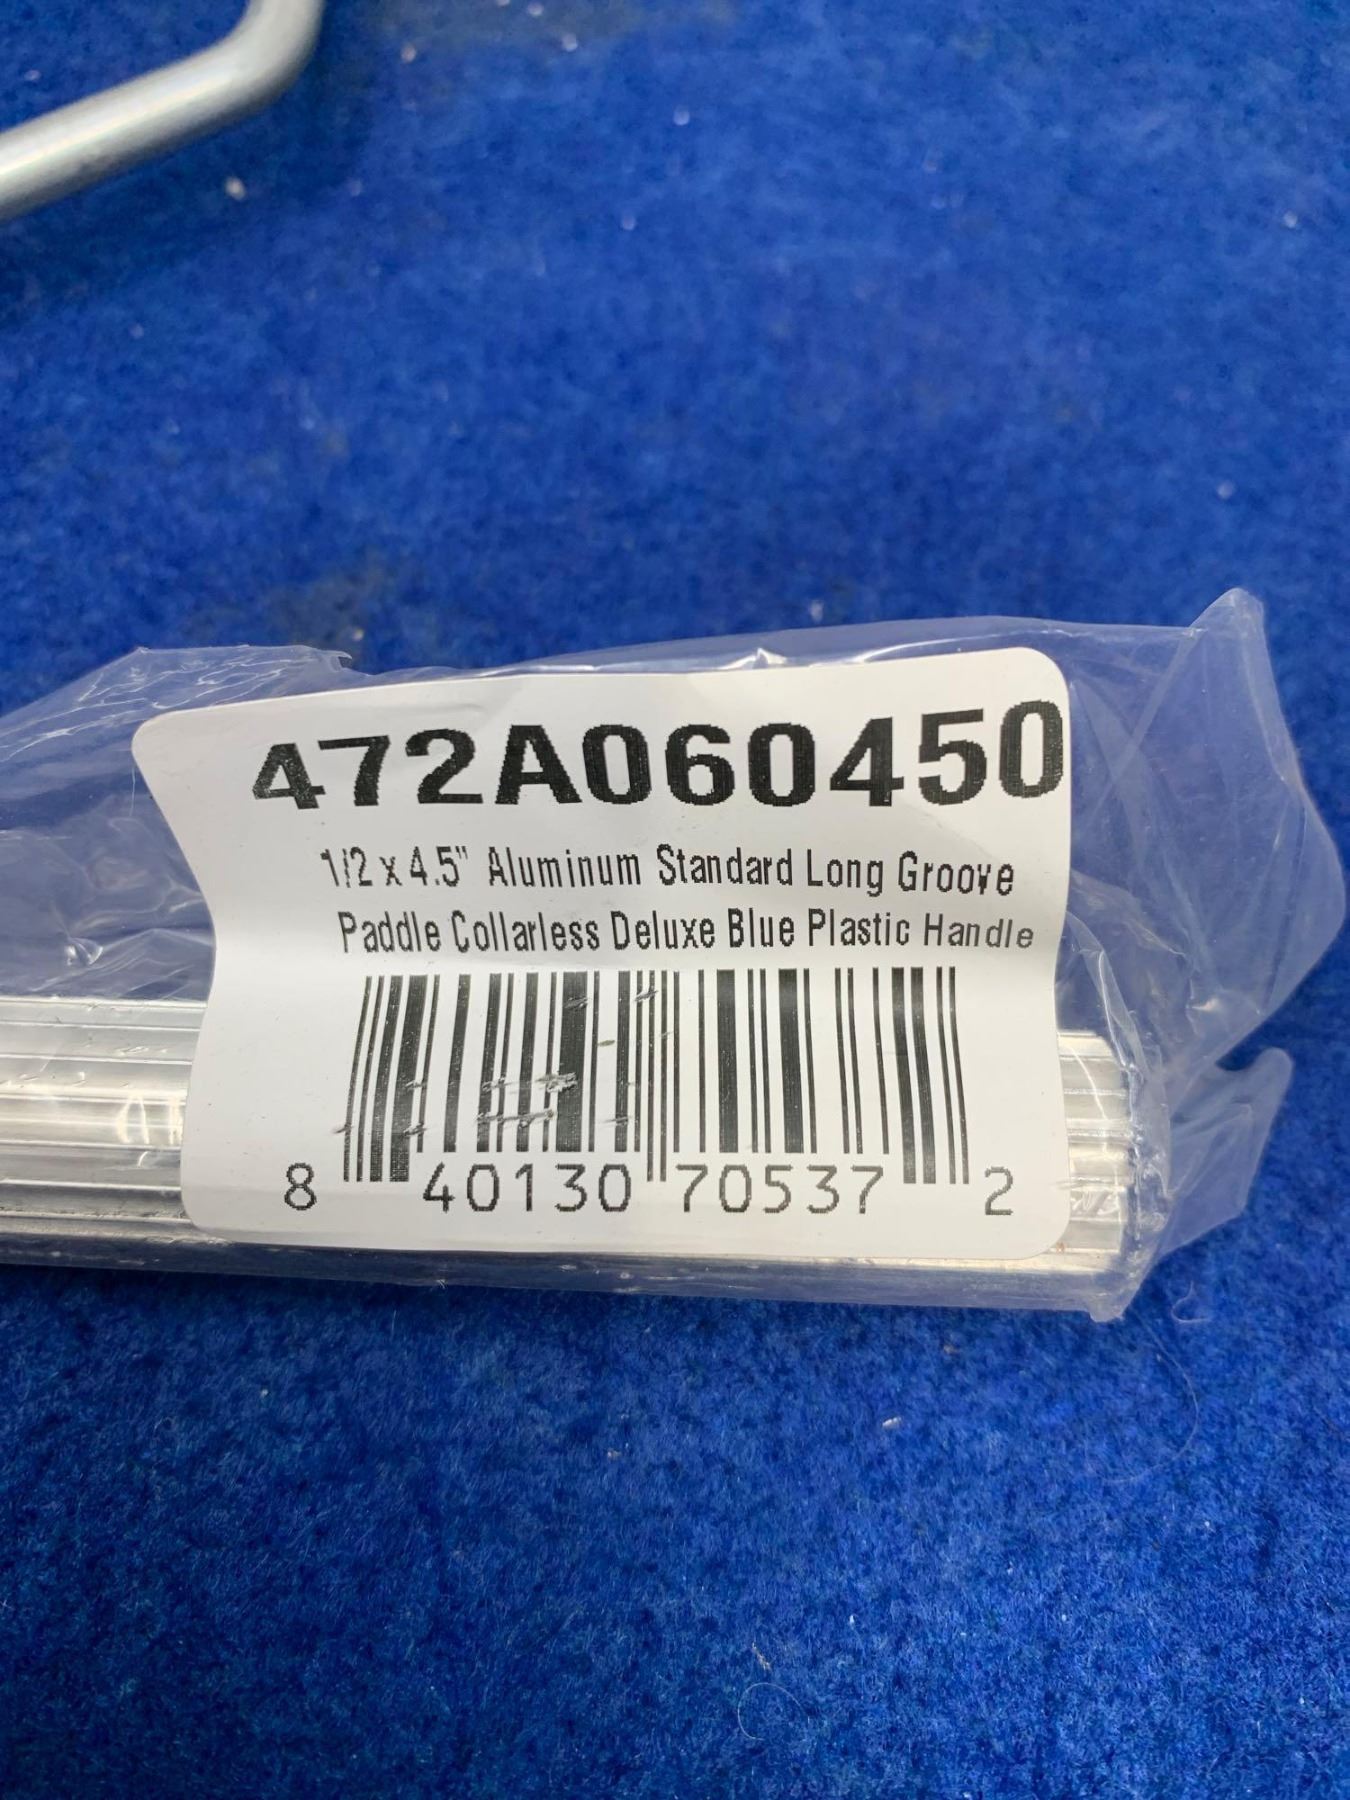 472A060450
1/2 x 4.5" Aluminum Standard Long Groove
Paddle Collarless Deluxe Blue Plastic Handle
8 40130 70537 2